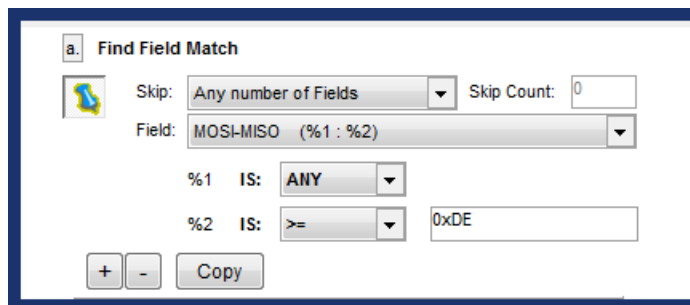 a. Find Field Match
Skip: Any number of Fields Skip Count: 0
Field: MOSI-MISO (%1 : %2)
%1 IS: ANY
%2 IS: >= 0xDE
+ - Copy